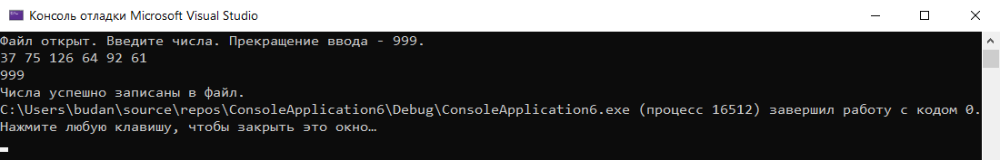 Консоль отладки Microsoft Visual Studio
Файл открыт. Введите числа. Прекращение ввода - 999.
37 75 126 64 92 61
999
Числа успешно записаны в файл.
C:\Users\budan\source\repos\ConsoleApplication6\Debug\ConsoleApplication6.exe (процесс 16512) завершил работу с кодом 0.
Нажмите любую клавишу, чтобы закрыть это окно…